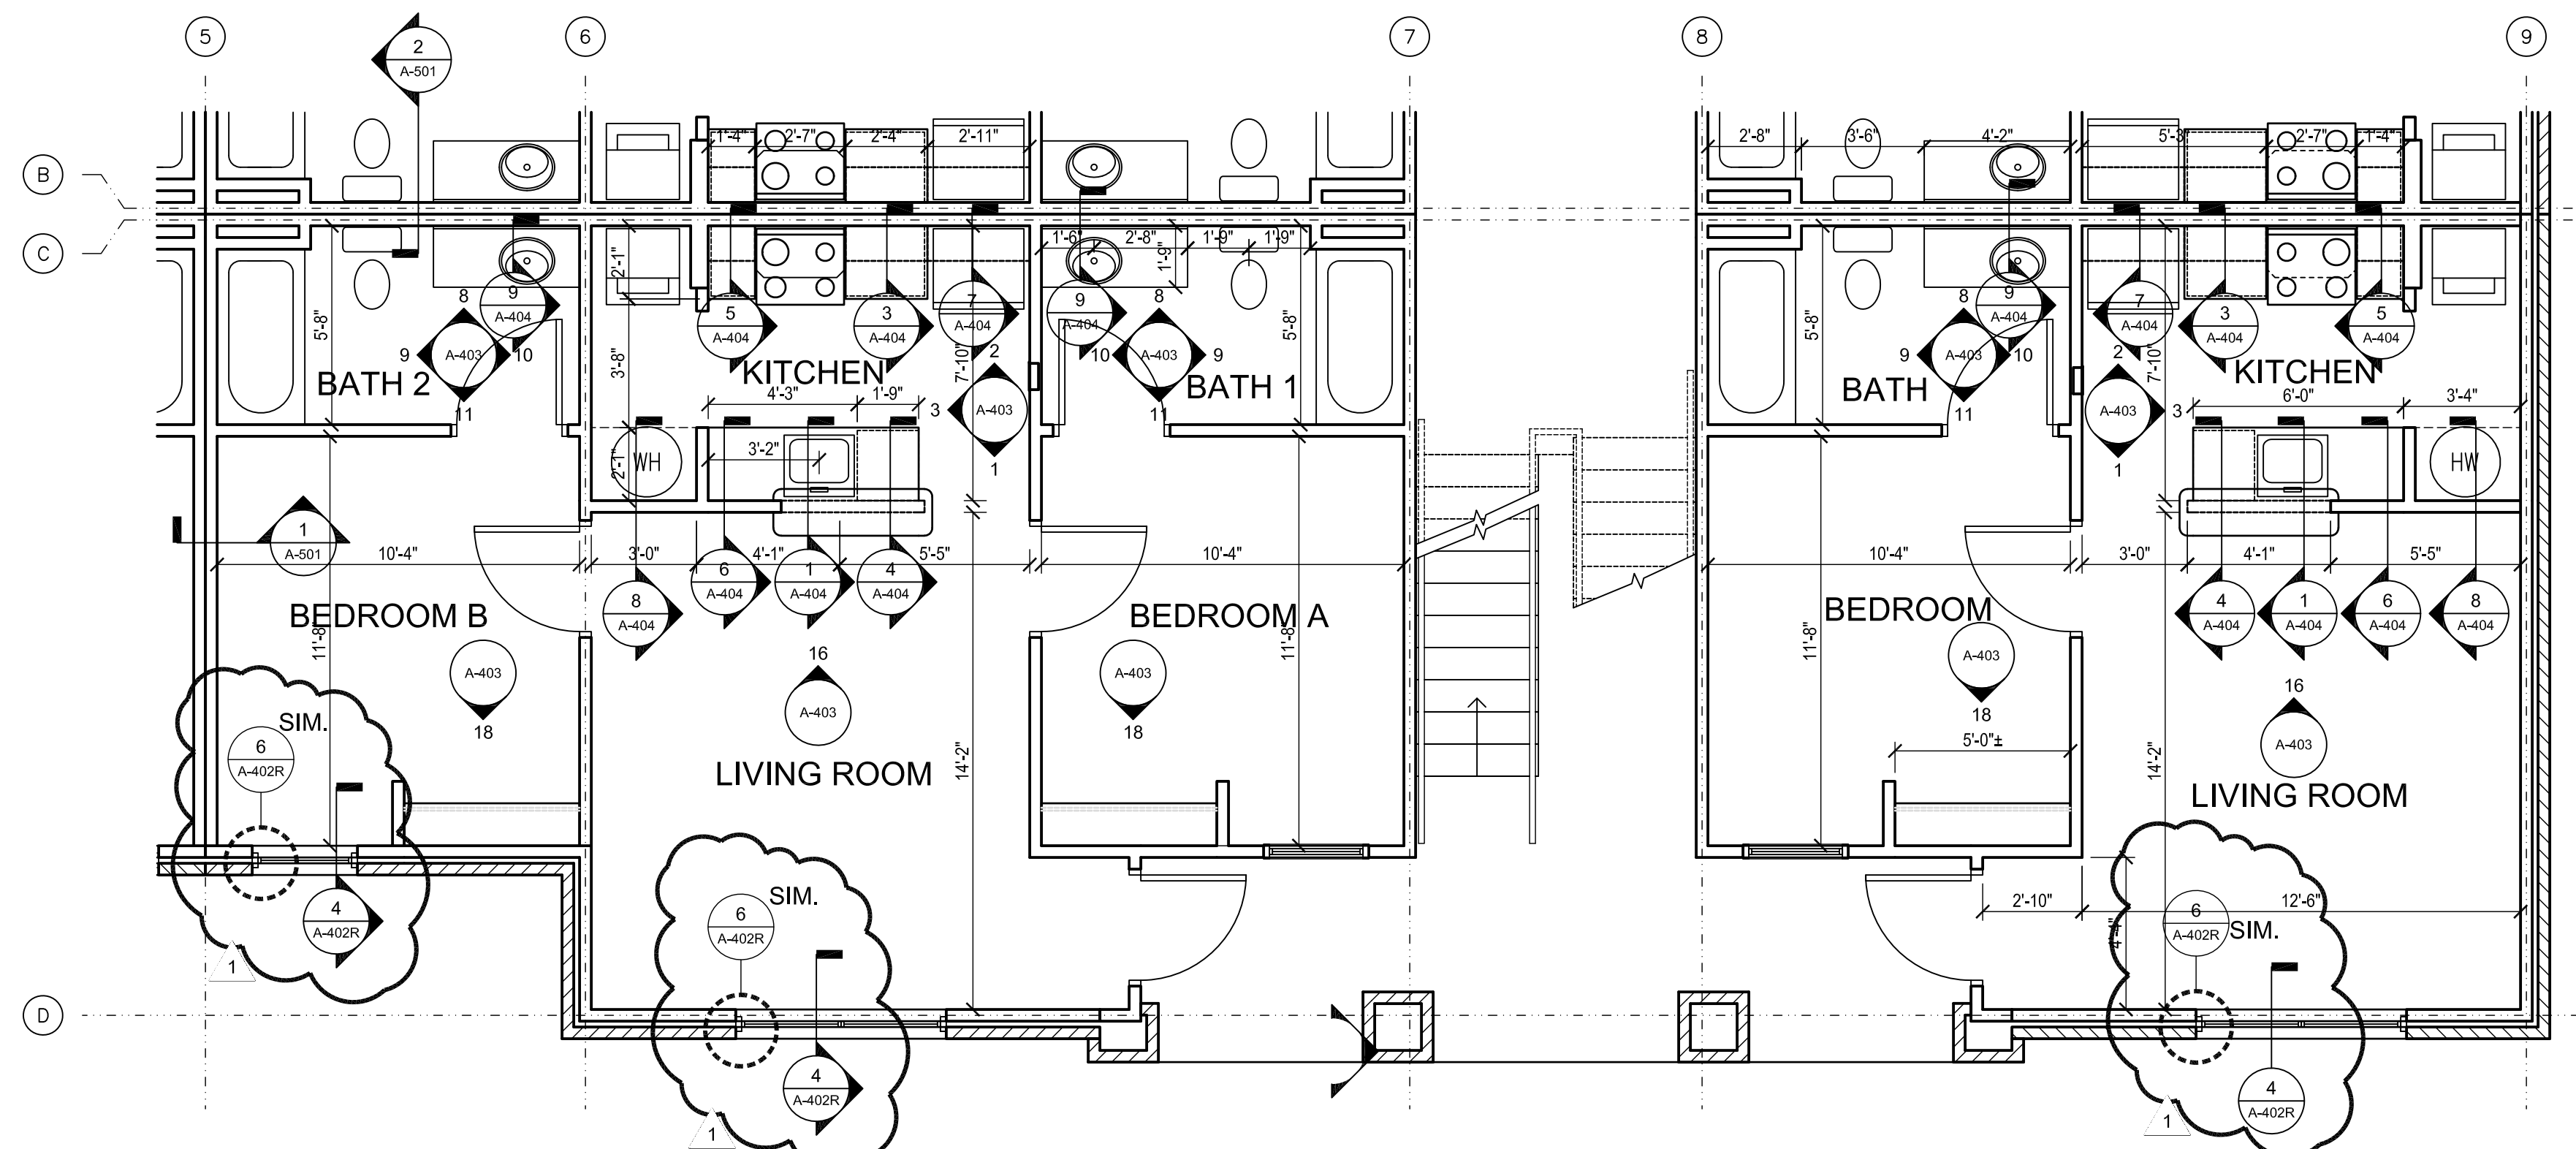 5
2
A-501
6
7
8
9
B
C
1'-4"
2'-7"
2'-4"
2'-11"
2'-8"
3'-6"
4'-2"
5'-3"
2'-7"
1'-4"
1'-6"
2'-8"
1'-9"
1'-9"
1'-9"
2'-1"
5'-8"
3'-8"
7'-10"
5'-8"
5'-8"
7'-10"
8
9
A-404
9
A-403
10
11
BATH 2
5
A-404
3
A-404
7
A-404
KITCHEN
2
3
A-403
1
9
A-404
8
10
A-403
9
11
BATH 1
8
9
A-404
9
A-403
10
11
BATH
7
A-404
3
A-404
5
A-404
KITCHEN
2
A-403
3
1
4'-3"
1'-9"
3'-2"
WH
2'-1"
6'-0"
3'-4"
HW
1
A-501
10'-4"
3'-0"
4'-1"
5'-5"
10'-4"
10'-4"
3'-0"
4'-1"
5'-5"
6
A-404
1
A-404
4
A-404
8
A-404
4
A-404
1
A-404
6
A-404
8
A-404
BEDROOM B
BEDROOM A
BEDROOM
11'-8"
11'-8"
11'-8"
A-403
18
16
A-403
A-403
18
A-403
18
16
A-403
5'-0"±
14'-2"
14'-2"
LIVING ROOM
LIVING ROOM
SIM.
6
A-402R
4
A-402R
1
SIM.
6
A-402R
4
A-402R
1
2'-10"
12'-6"
4'-4"
6
A-402R
SIM.
4
A-402R
1
D